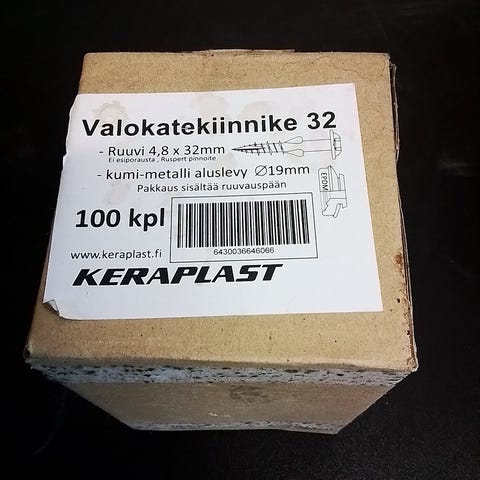 Valokatekiinnike 32
- Ruuvi 4,8 x 32mm
Ei esiporausta , Ruspert pinnoite
- kumi-metalli aluslevy Ø19mm
Pakkaus sisältää ruuvauspään
EPDM
100 kpl
6430036646066
www.keraplast.fi
KERAPLAST